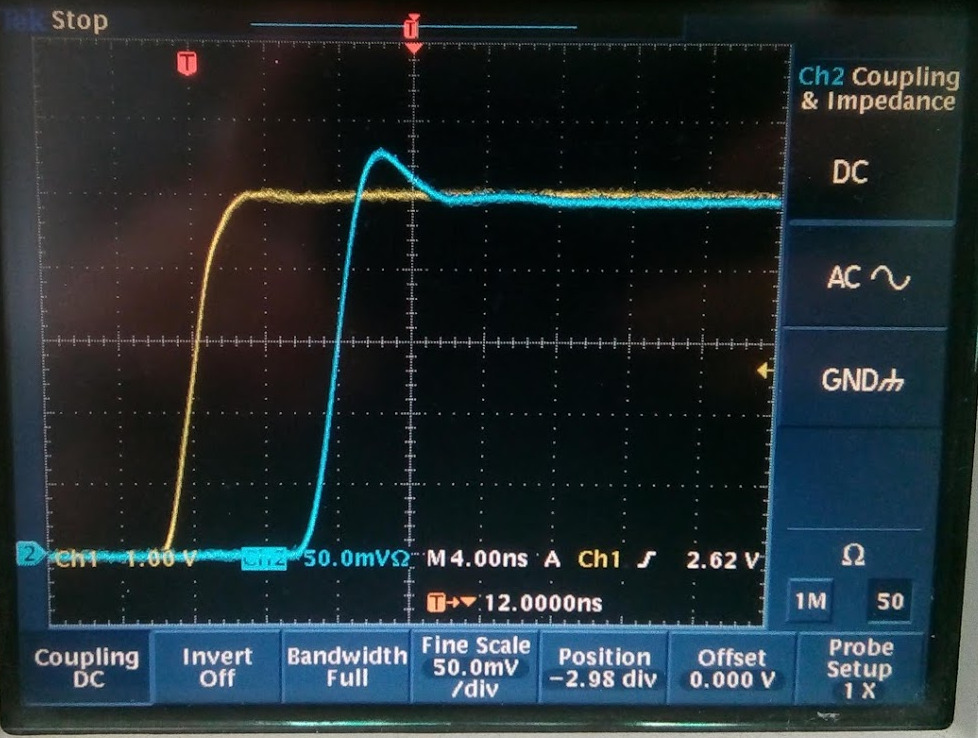 Tek Stop
T
T
Ch2 Coupling
& Impedance
DC
AC
GND
2
Ch1 1.00 V Ch2 50.0mVΩ M 4.00ns A Ch1 2.62 V
T 12.0000ns
Ω
1M 50
Coupling
DC
Invert
Off
Bandwidth
Full
Fine Scale
50.0mV
/div
Position
-2.98 div
Offset
0.000 V
Probe
Setup
1 X